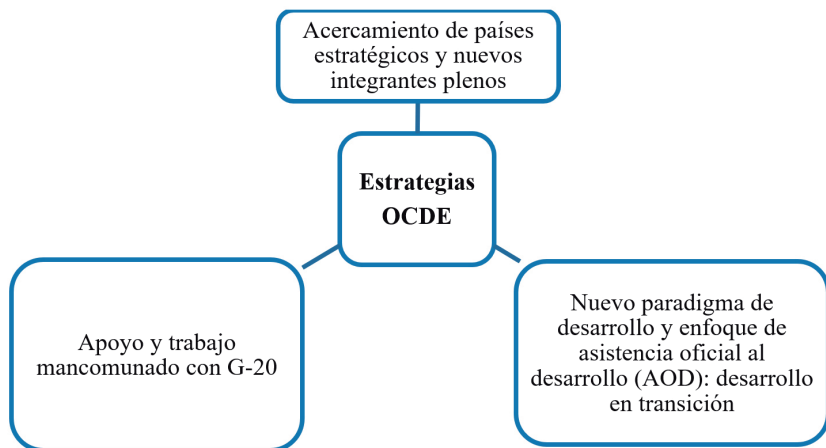 Acercamiento de países
estratégicos y nuevos
integrantes plenos
Estrategias
OCDE
Apoyo y trabajo
mancomunado con G-20
Nuevo paradigma de
desarrollo y enfoque de
asistencia oficial al
desarrollo (AOD): desarrollo
en transición